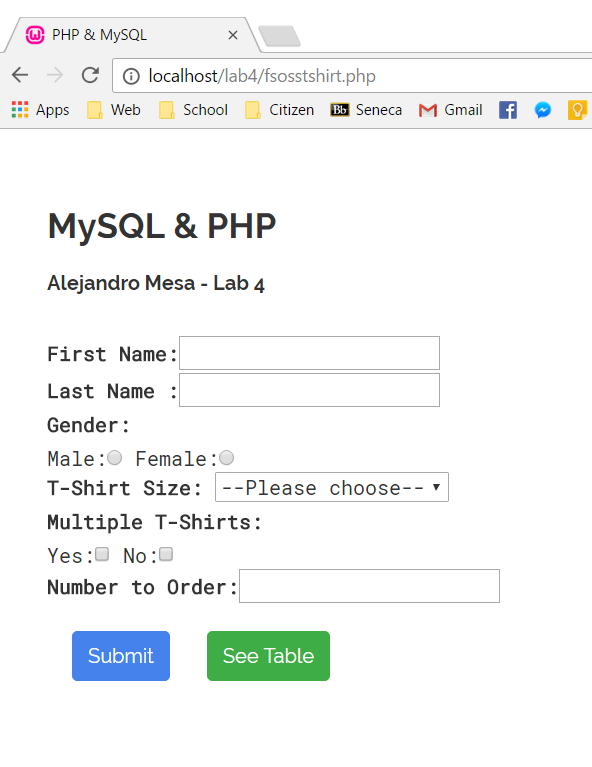 PHP & MySQL
localhost/lab4/fsosstshirt.php
Apps Web School Citizen Bb Seneca Gmail
MySQL & PHP
Alejandro Mesa - Lab 4
First Name:
Last Name :
Gender:
Male: Female:
T-Shirt Size: --Please choose--
Multiple T-Shirts:
Yes: No:
Number to Order:
Submit See Table